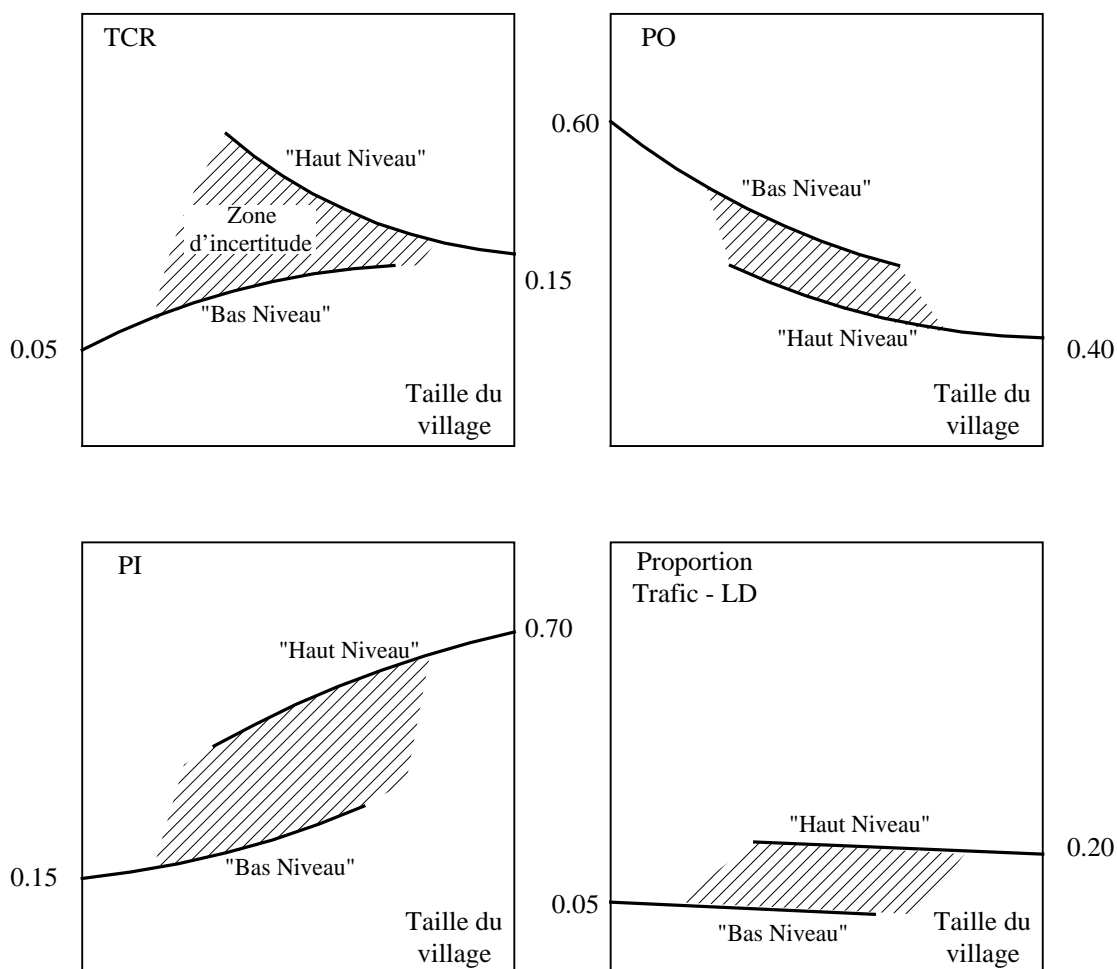 TCR
"Haut Niveau"
Zone
d'incertitude
"Bas Niveau"
0.05
0.15
Taille du
village
PO
0.60
"Bas Niveau"
"Haut Niveau"
0.40
Taille du
village
PI
0.70
"Haut Niveau"
"Bas Niveau"
0.15
Taille du
village
Proportion
Trafic - LD
"Haut Niveau"
0.20
0.05
"Bas Niveau"
Taille du
village